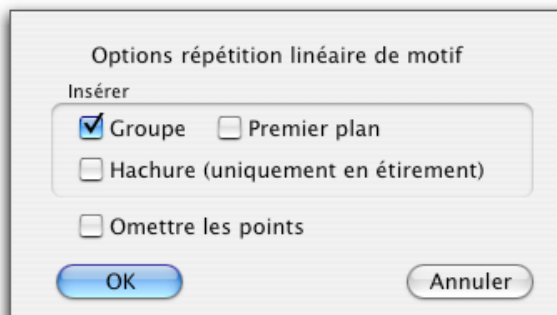 Options répétition linéaire de motif
Insérer
Groupe Premier plan
Hachure (uniquement en étirement)
Omettre les points
OK Annuler